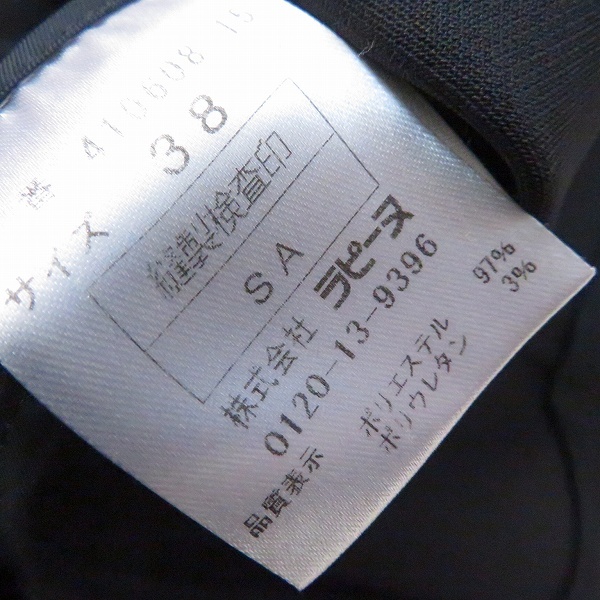 410608 15
サイズ 38
縫製検査印
SA
株式会社 ラピーヌ
0120-13-9396
品質表示
ポリエステル 97%
ポリウレタン 3%